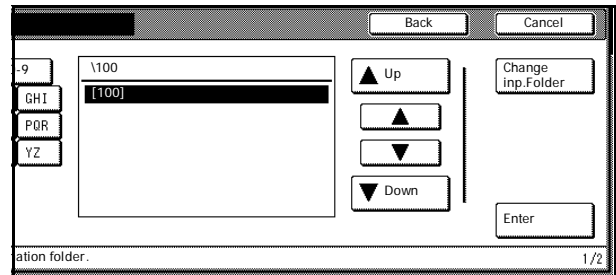 Back
Cancel
-9
GHI
PQR
YZ
\100
[100]
Up
Down
Change
inp.Folder
Enter
ation folder.
1/2